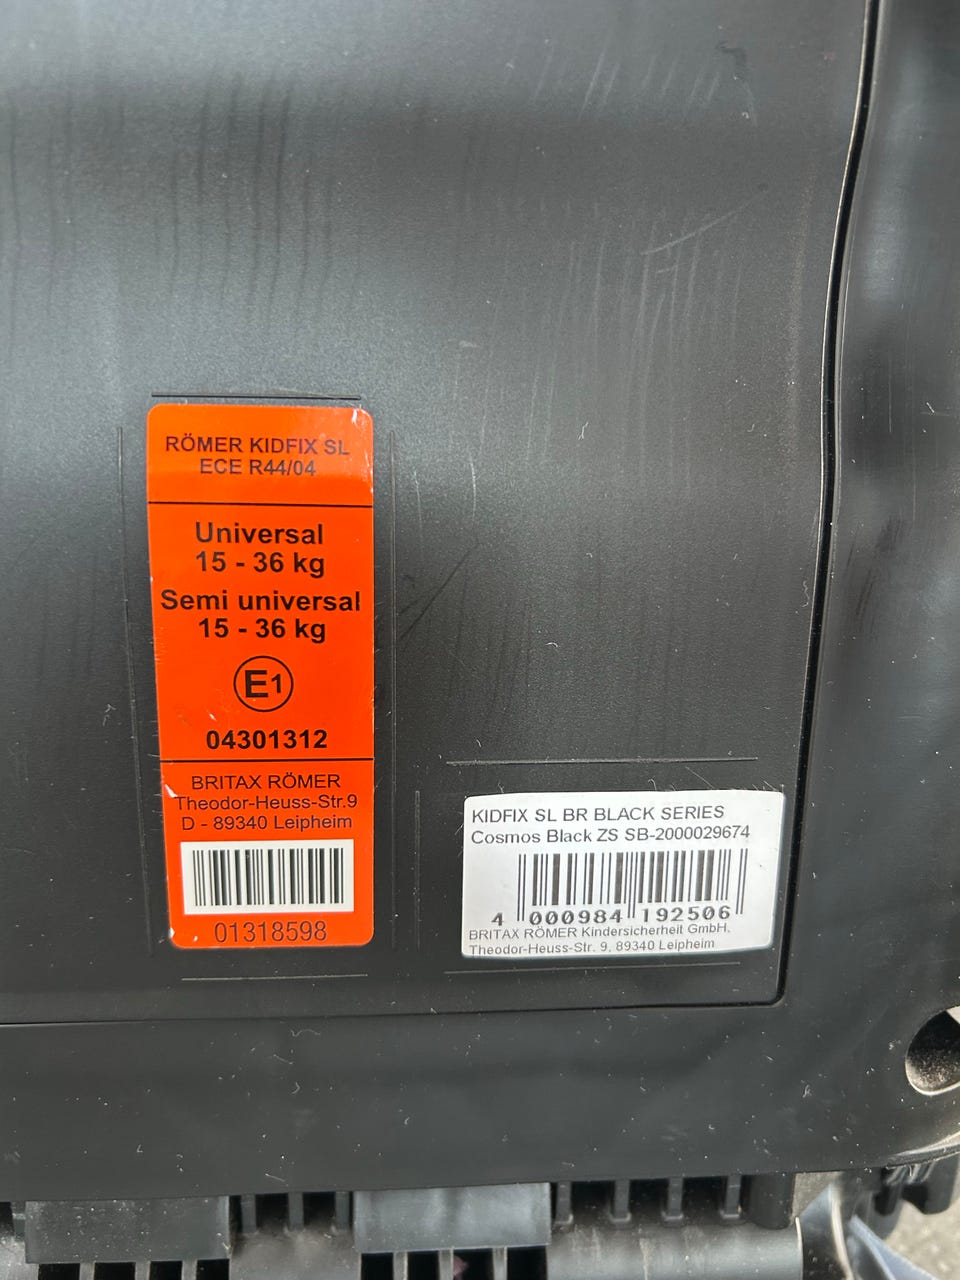 RÖMER KIDFIX SL
ECE R44/04
Universal
15 - 36 kg
Semi universal
15 - 36 kg
E1
04301312
BRITAX RÖMER
Theodor-Heuss-Str.9
D - 89340 Leipheim
01318598
KIDFIX SL BR BLACK SERIES
Cosmos Black ZS SB-2000029674
4 000984 192506
BRITAX RÖMER Kindersicherheit GmbH,
Theodor-Heuss-Str. 9, 89340 Leipheim